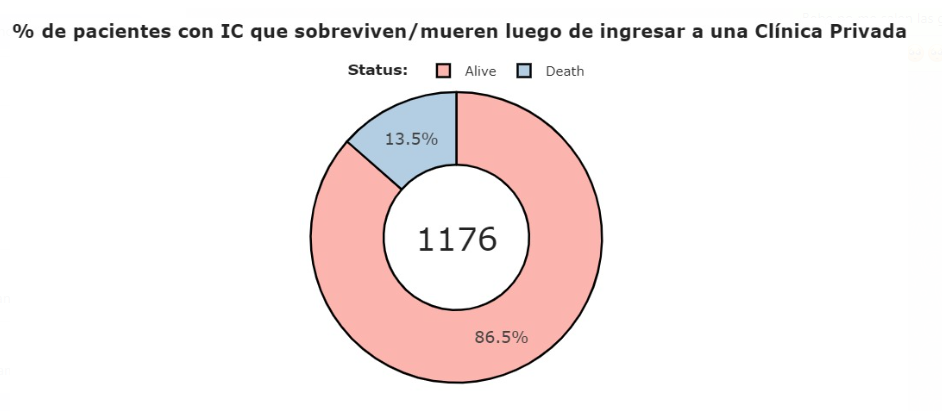 % de pacientes con IC que sobreviven/mueren luego de ingresar a una Clínica Privada
Status: Alive Death
13.5%
1176
86.5%